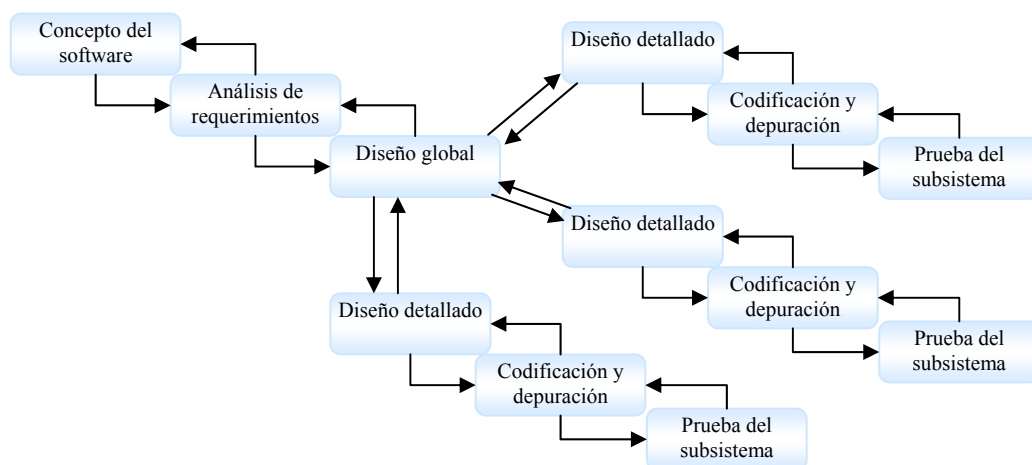 Concepto del
software
Análisis de
requerimientos
Diseño global
Diseño detallado
Codificación y
depuración
Prueba del
subsistema
Diseño detallado
Codificación y
depuración
Prueba del
subsistema
Diseño detallado
Codificación y
depuración
Prueba del
subsistema